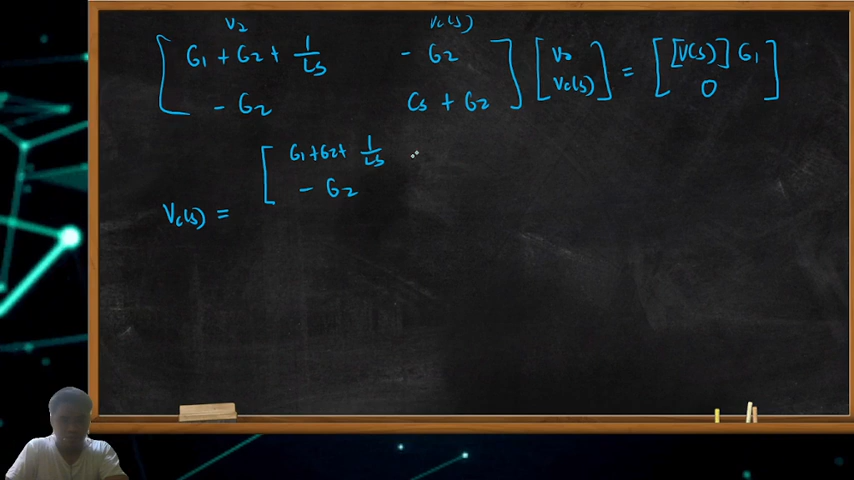 V2 Vc(s)
[ G1 + G2 + 1/Ls - G2 ] [ V2 ] = [ [V(s)] G1 ]
[ - G2 Cs + G2 ] [ Vc(s) ] [ 0 ]
[ G1+G2+ 1/Ls
- G2
Vc(s) =